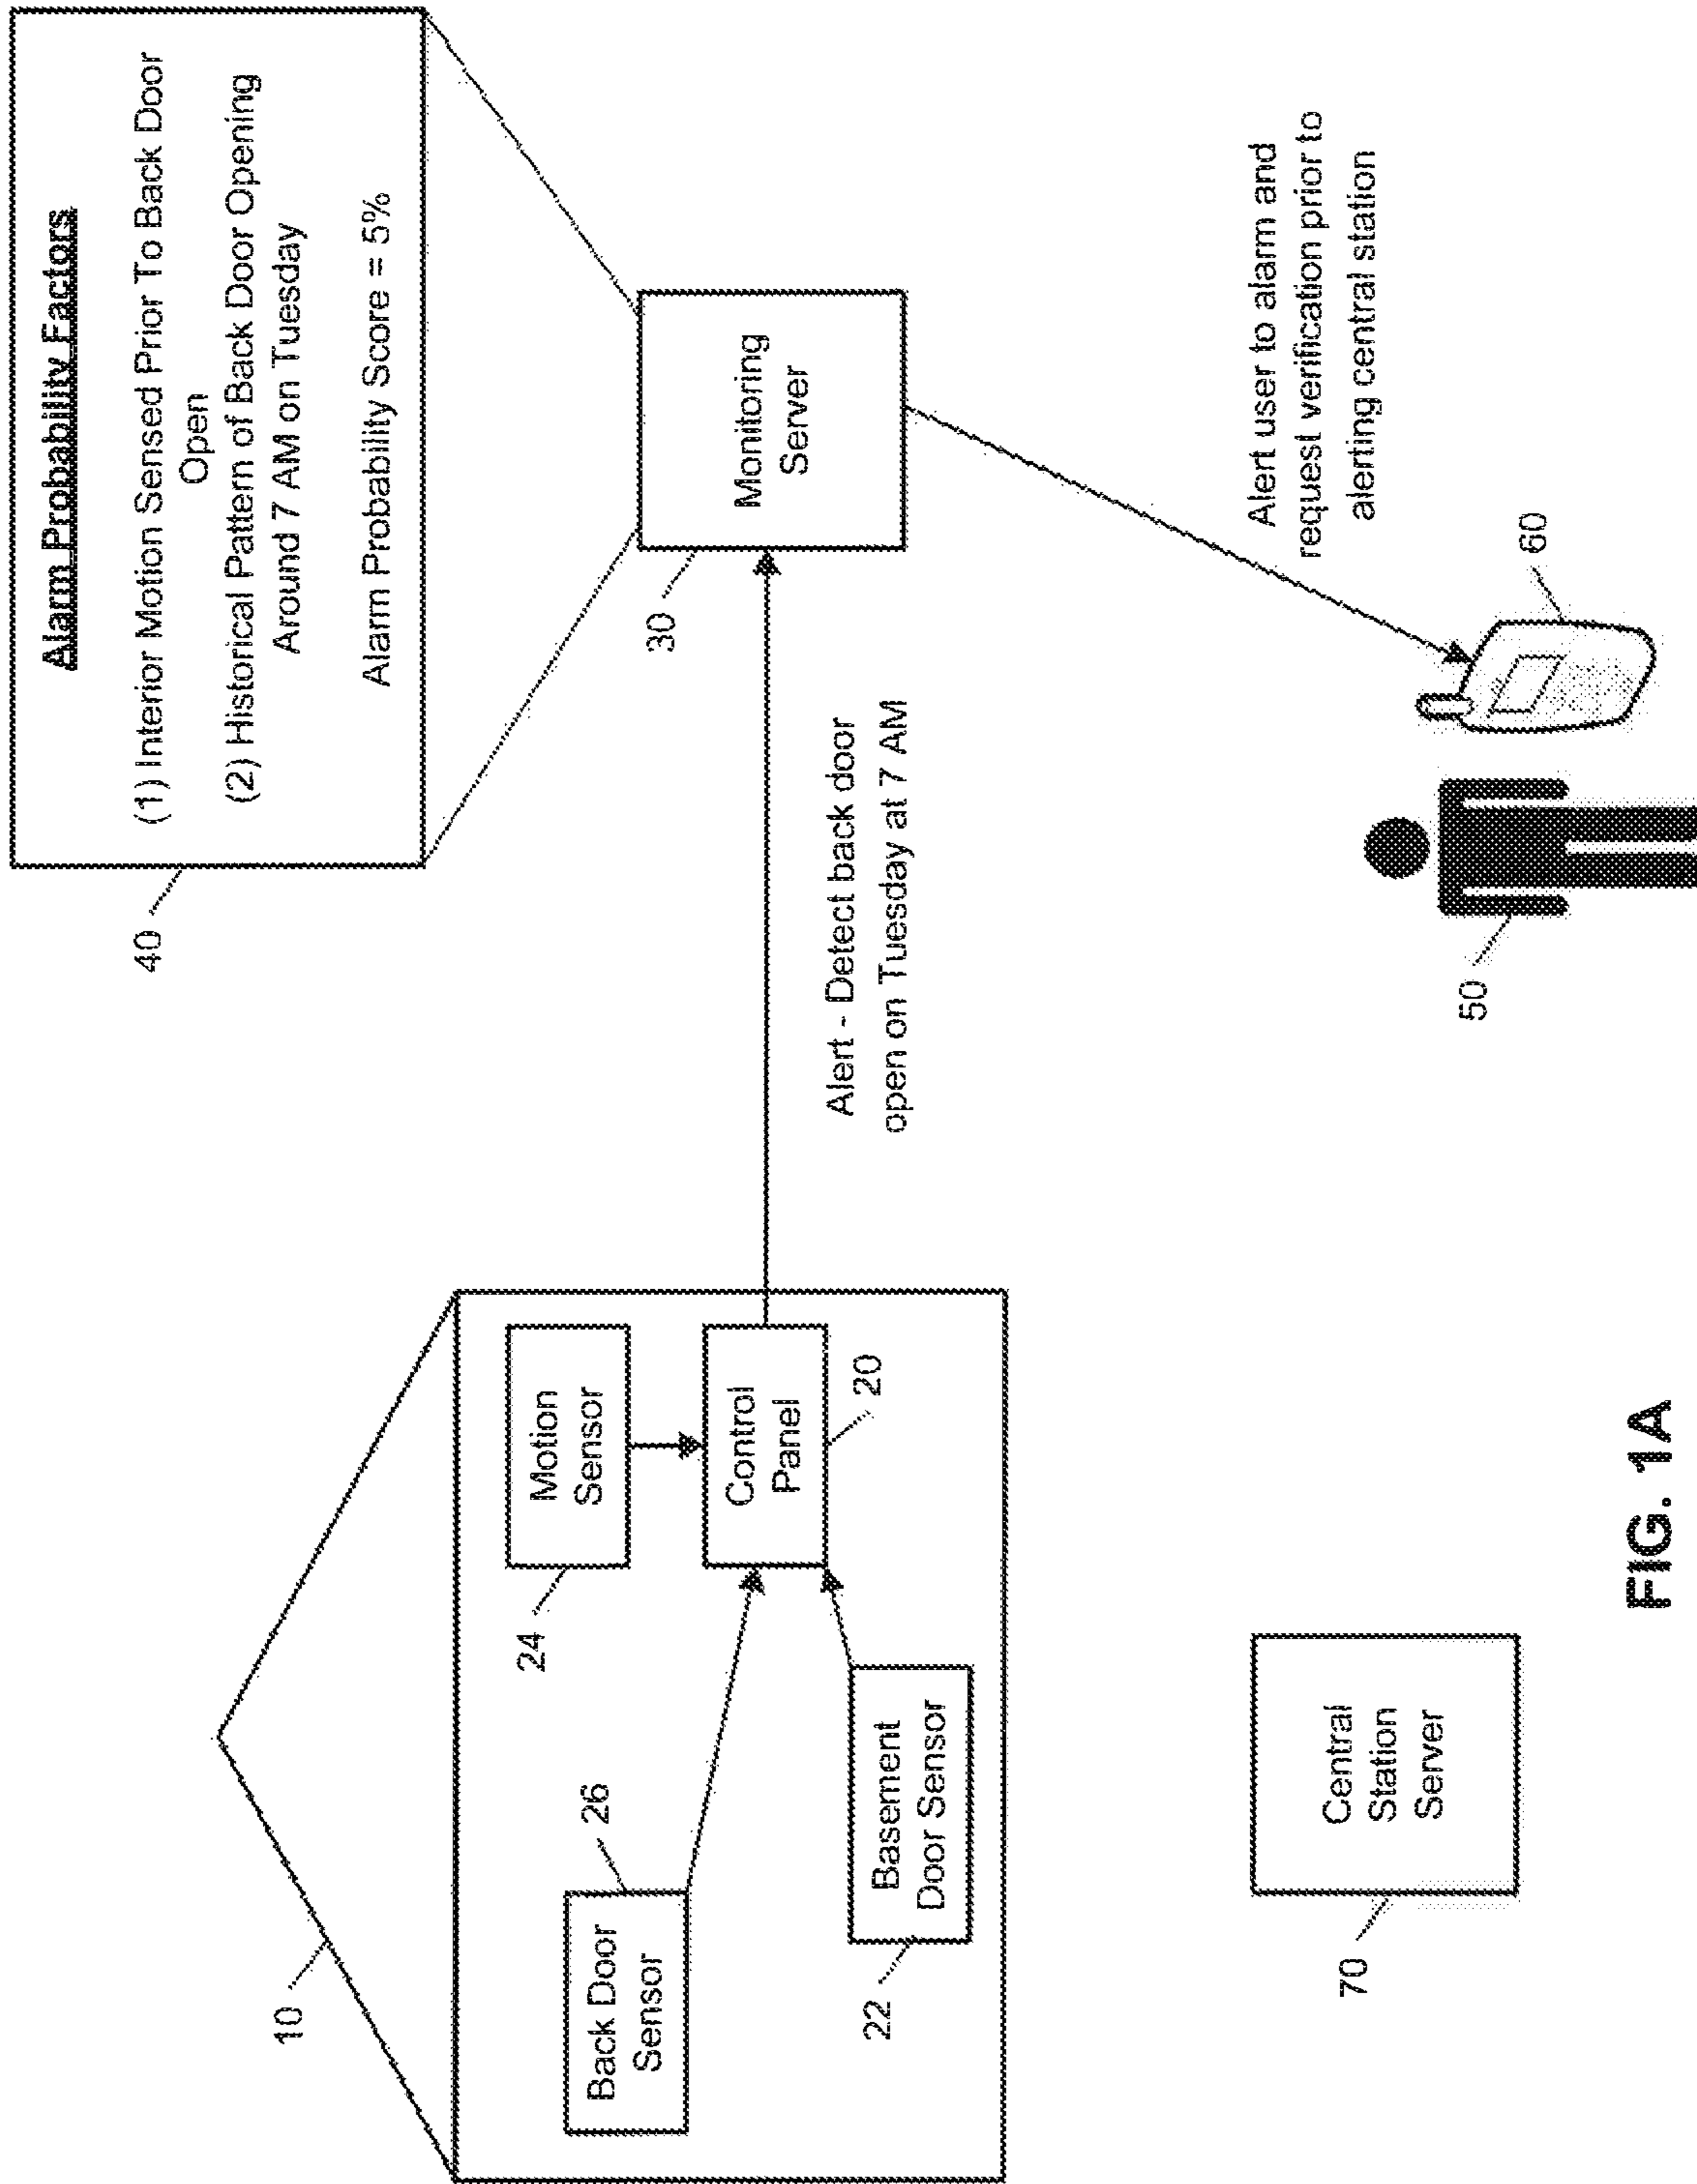 10
Back Door
Sensor
26
Motion
Sensor
24
Control
Panel
20
Basement
Door Sensor
22
Alert - Detect back door
open on Tuesday at 7 AM
40
Alarm Probability Factors
(1) Interior Motion Sensed Prior To Back Door
Open
(2) Historical Pattern of Back Door Opening
Around 7 AM on Tuesday
Alarm Probability Score = 5%
Monitoring
Server
30
Alert user to alarm and
request verification prior to
alerting central station
60
50
Central
Station
Server
70
FIG. 1A